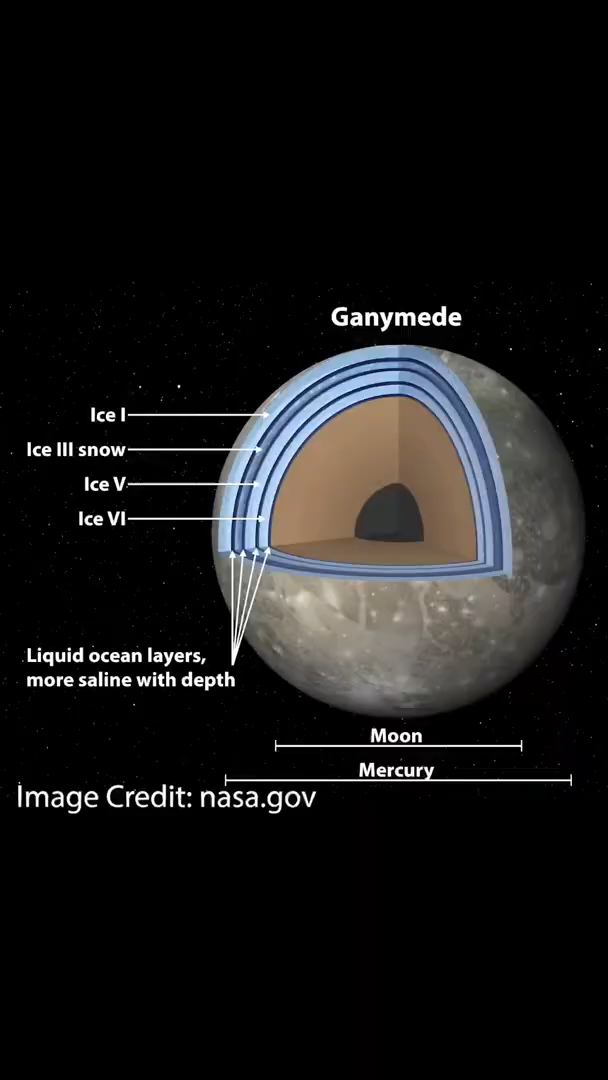 Ganymede
Ice I
Ice III snow
Ice V
Ice VI
Liquid ocean layers,
more saline with depth
Moon
Mercury
Image Credit: nasa.gov